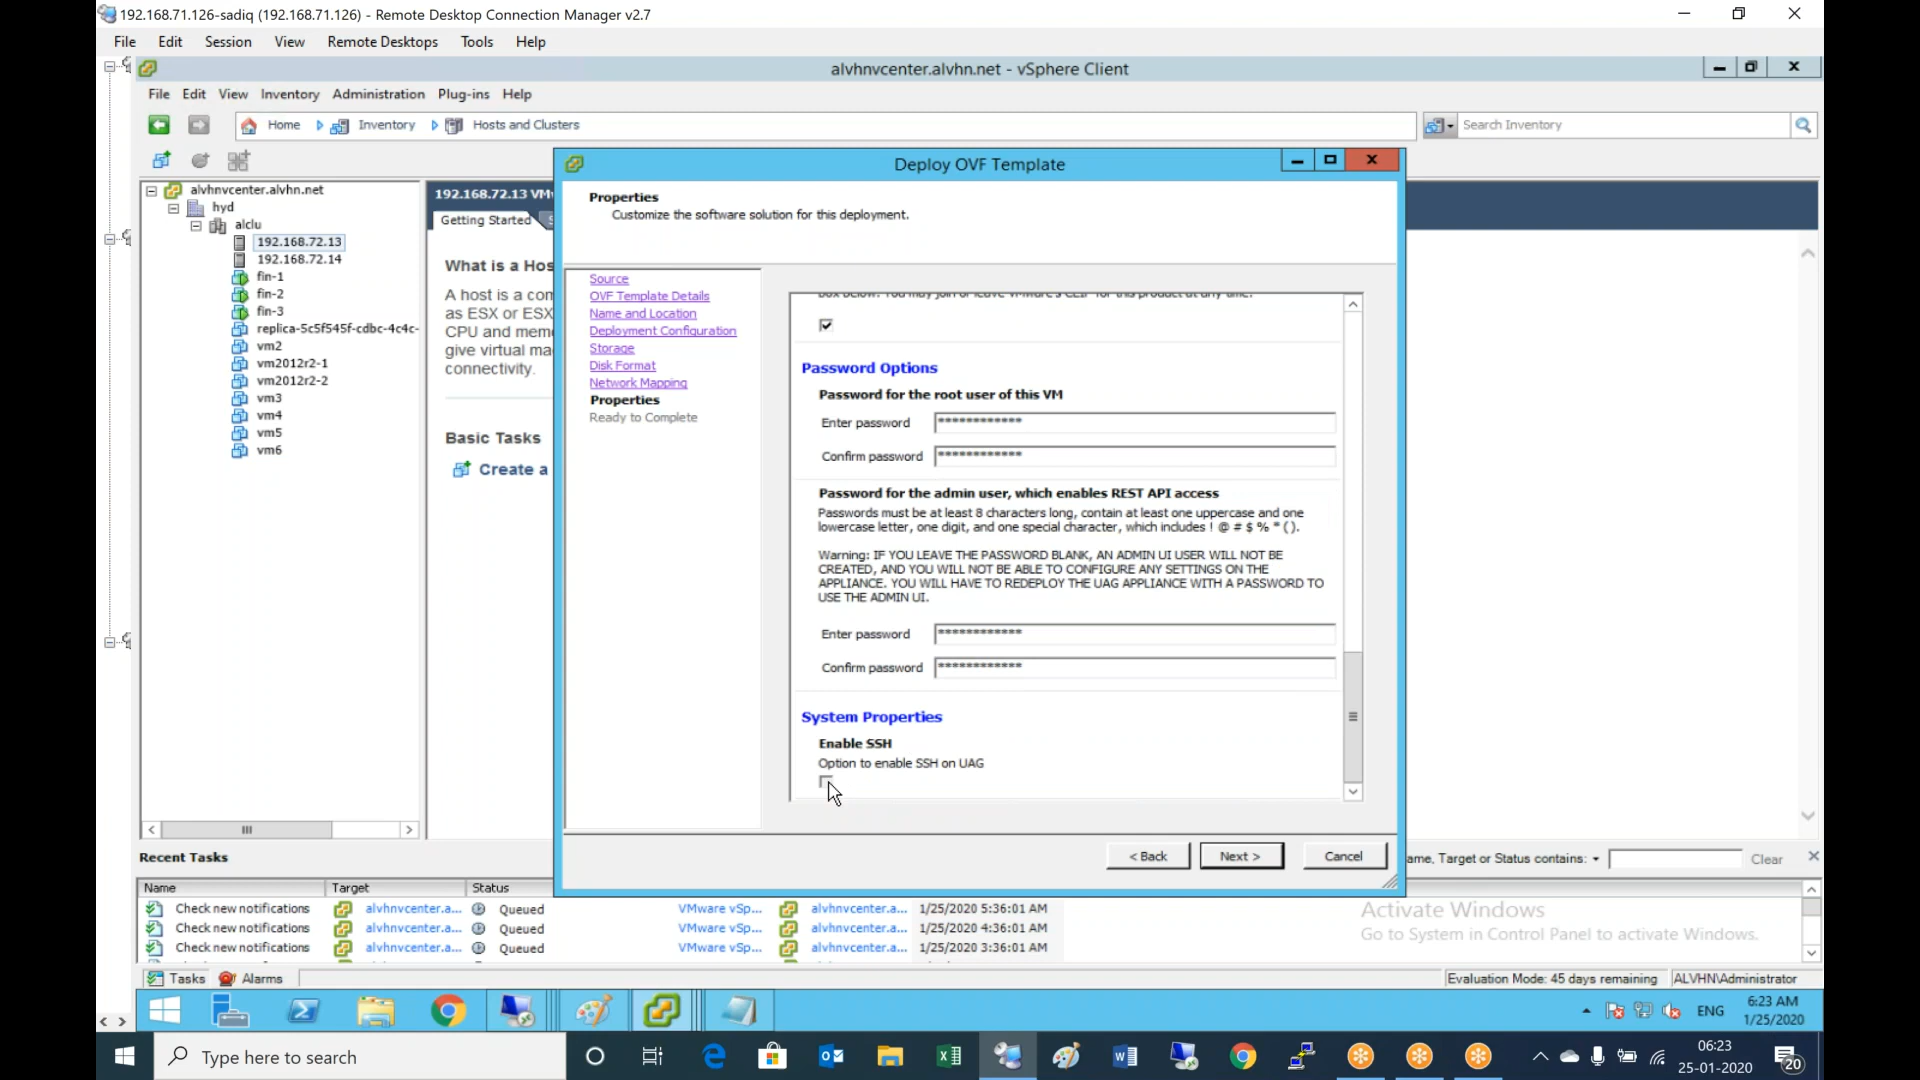 192.168.71.126-sadiq (192.168.71.126) - Remote Desktop Connection Manager v2.7
File Edit Session View Remote Desktops Tools Help
alvhnvcenter.alvhn.net - vSphere Client
File Edit View Inventory Administration Plug-ins Help
Home Inventory Hosts and Clusters
Search Inventory
alvhnvcenter.alvhn.net
hyd
alclu
192.168.72.13
192.168.72.14
fin-1
fin-2
fin-3
replica-5c5f545f-cdbc-4c4c-
vm2
vm2012r2-1
vm2012r2-2
vm3
vm4
vm5
vm6
192.168.72.13 VM
Getting Started
What is a Hos
A host is a com
as ESX or ESX
CPU and mem
give virtual ma
connectivity.
Basic Tasks
Create a
Deploy OVF Template
Properties
Customize the software solution for this deployment.
Source
OVF Template Details
Name and Location
Deployment Configuration
Storage
Disk Format
Network Mapping
Properties
Ready to Complete
Password Options
Password for the root user of this VM
Enter password ************
Confirm password ************
Password for the admin user, which enables REST API access
Passwords must be at least 8 characters long, contain at least one uppercase and one
lowercase letter, one digit, and one special character, which includes ! @ # $ % * ( ).
Warning: IF YOU LEAVE THE PASSWORD BLANK, AN ADMIN UI USER WILL NOT BE
CREATED, AND YOU WILL NOT BE ABLE TO CONFIGURE ANY SETTINGS ON THE
APPLIANCE. YOU WILL HAVE TO REDEPLOY THE UAG APPLIANCE WITH A PASSWORD TO
USE THE ADMIN UI.
Enter password ************
Confirm password ************
System Properties
Enable SSH
Option to enable SSH on UAG
< Back Next > Cancel
Recent Tasks
ame, Target or Status contains: Clear
Name Target Status
Check new notifications alvhnvcenter.a... Queued VMware vSp... alvhnvcenter.a... 1/25/2020 5:36:01 AM
Check new notifications alvhnvcenter.a... Queued VMware vSp... alvhnvcenter.a... 1/25/2020 4:36:01 AM
Check new notifications alvhnvcenter.a... Queued VMware vSp... alvhnvcenter.a... 1/25/2020 3:36:01 AM
Activate Windows
Go to System in Control Panel to activate Windows.
Tasks Alarms
Evaluation Mode: 45 days remaining ALVHN\Administrator
ENG
6:23 AM
1/25/2020
Type here to search
06:23
25-01-2020
20